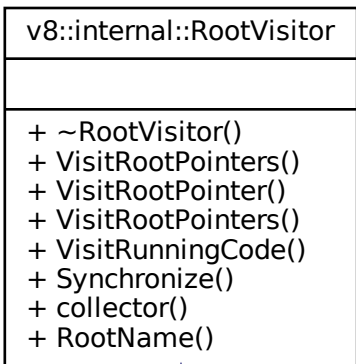 v8::internal::RootVisitor
+ ~RootVisitor()
+ VisitRootPointers()
+ VisitRootPointer()
+ VisitRootPointers()
+ VisitRunningCode()
+ Synchronize()
+ collector()
+ RootName()